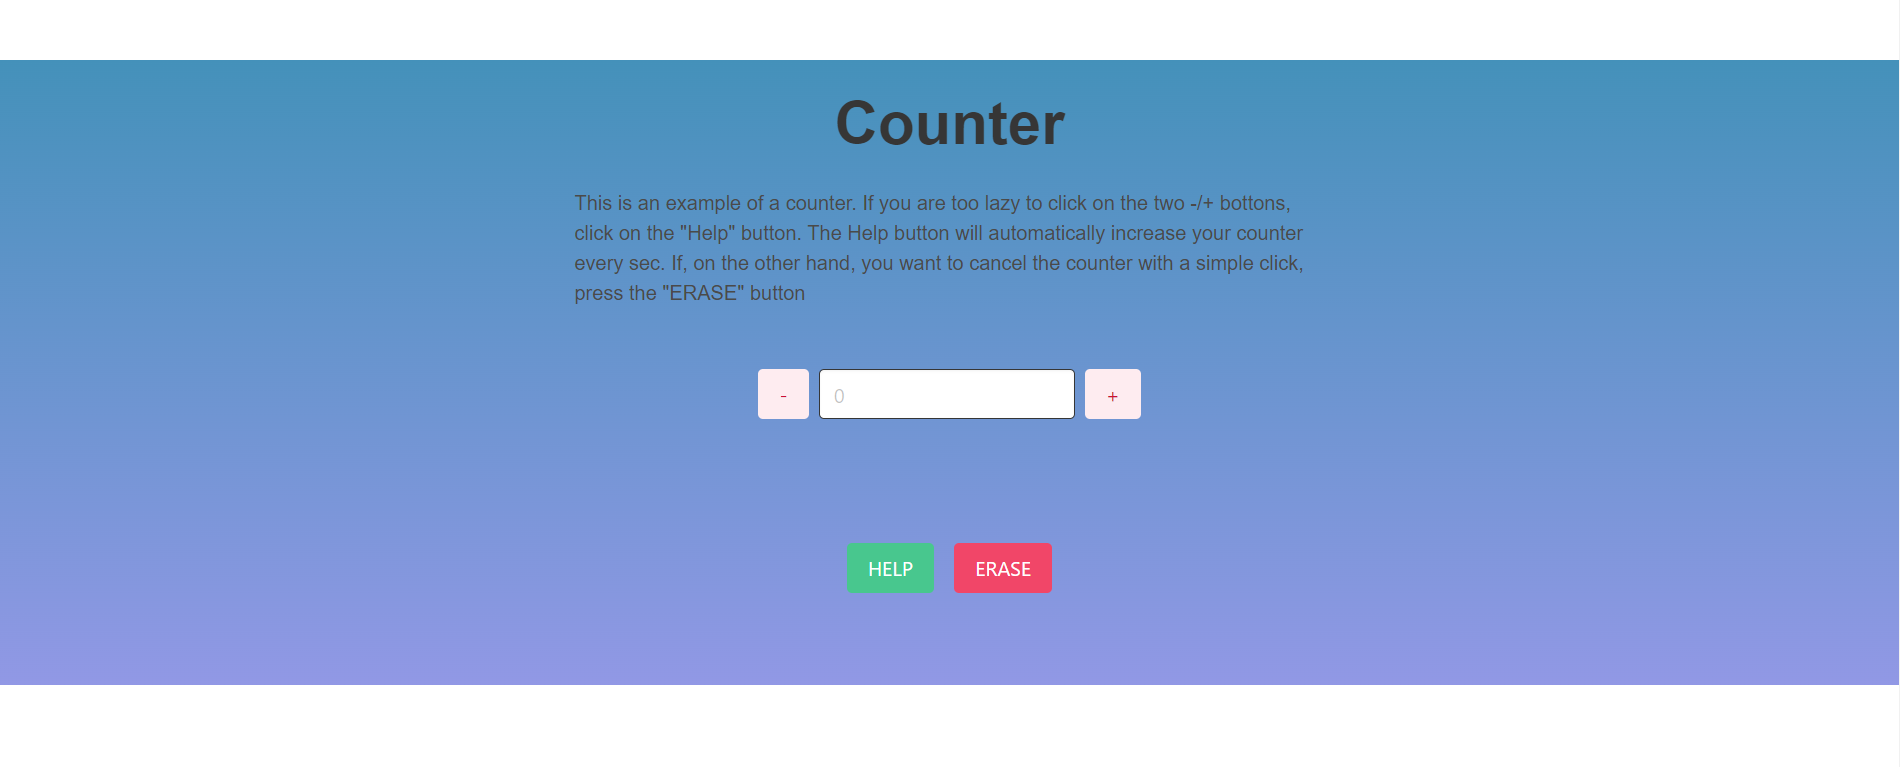 Counter
This is an example of a counter. If you are too lazy to click on the two -/+ bottons,
click on the "Help" button. The Help button will automatically increase your counter
every sec. If, on the other hand, you want to cancel the counter with a simple click,
press the "ERASE" button
- 0 +
HELP ERASE